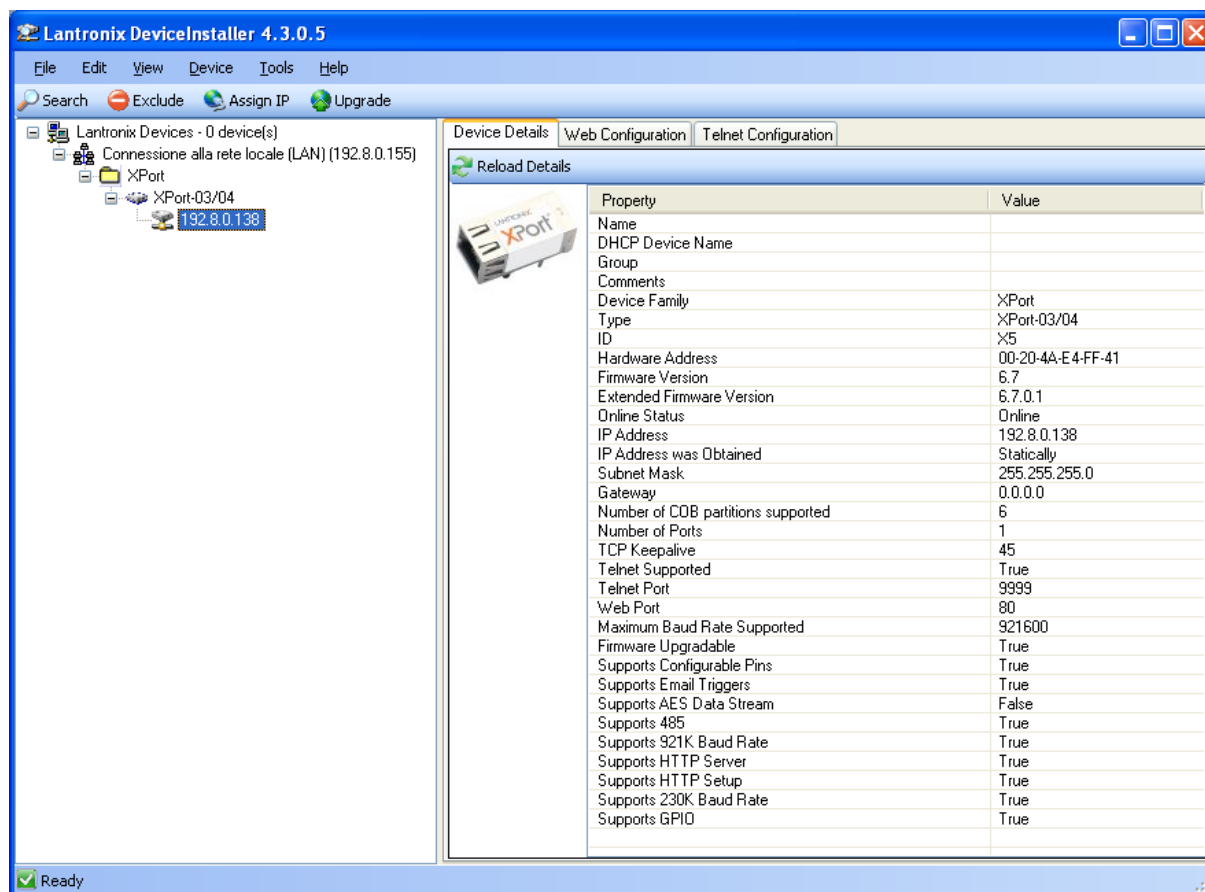 Lantronix DeviceInstaller 4.3.0.5
File Edit View Device Tools Help
Search Exclude Assign IP Upgrade
Lantronix Devices - 0 device(s)
Connessione alla rete locale (LAN) (192.8.0.155)
XPort
XPort-03/04
192.8.0.138
Device Details Web Configuration Telnet Configuration
Reload Details
LANTRONIX
XPort
Property Value
Name
DHCP Device Name
Group
Comments
Device Family XPort
Type XPort-03/04
ID X5
Hardware Address 00-20-4A-E4-FF-41
Firmware Version 6.7
Extended Firmware Version 6.7.0.1
Online Status Online
IP Address 192.8.0.138
IP Address was Obtained Statically
Subnet Mask 255.255.255.0
Gateway 0.0.0.0
Number of COB partitions supported 6
Number of Ports 1
TCP Keepalive 45
Telnet Supported True
Telnet Port 9999
Web Port 80
Maximum Baud Rate Supported 921600
Firmware Upgradable True
Supports Configurable Pins True
Supports Email Triggers True
Supports AES Data Stream False
Supports 485 True
Supports 921K Baud Rate True
Supports HTTP Server True
Supports HTTP Setup True
Supports 230K Baud Rate True
Supports GPIO True
Ready